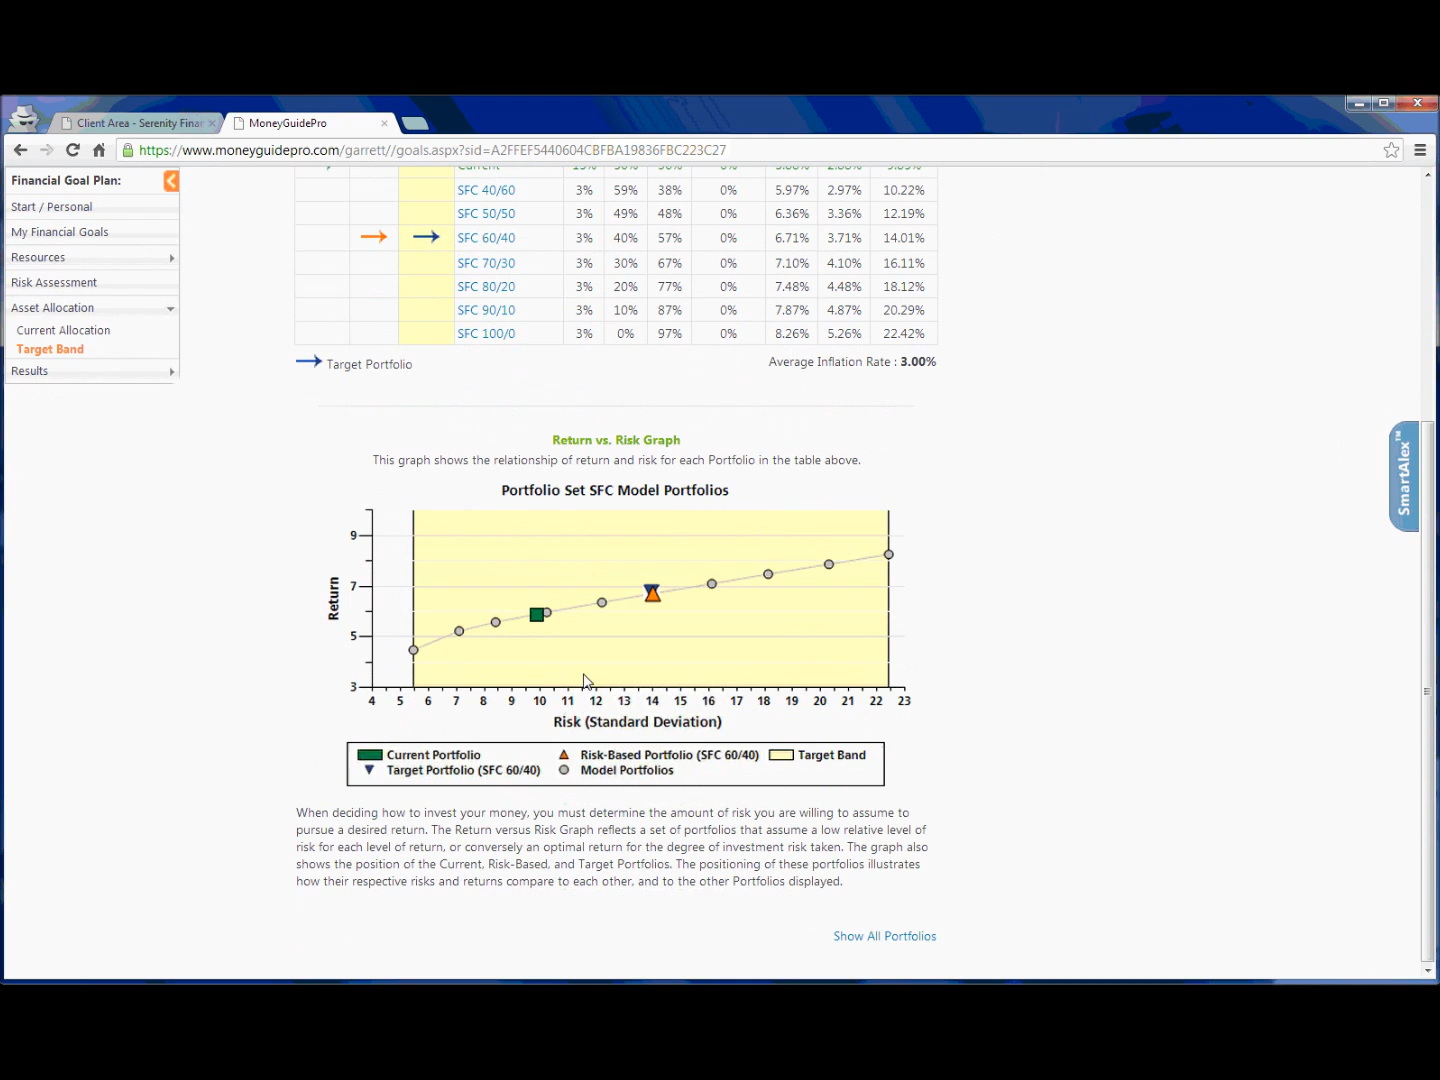 Client Area - Serenity Finar
MoneyGuidePro
https://www.moneyguidepro.com/garrett//goals.aspx?sid=A2FFEF5440604CBFBA19836FBC223C27
Financial Goal Plan:
Start / Personal
My Financial Goals
Resources
Risk Assessment
Asset Allocation
Current Allocation
Target Band
Results
SFC 40/60 3% 59% 38% 0% 5.97% 2.97% 10.22%
SFC 50/50 3% 49% 48% 0% 6.36% 3.36% 12.19%
SFC 60/40 3% 40% 57% 0% 6.71% 3.71% 14.01%
SFC 70/30 3% 30% 67% 0% 7.10% 4.10% 16.11%
SFC 80/20 3% 20% 77% 0% 7.48% 4.48% 18.12%
SFC 90/10 3% 10% 87% 0% 7.87% 4.87% 20.29%
SFC 100/0 3% 0% 97% 0% 8.26% 5.26% 22.42%
Target Portfolio
Average Inflation Rate : 3.00%
Return vs. Risk Graph
This graph shows the relationship of return and risk for each Portfolio in the table above.
Portfolio Set SFC Model Portfolios
Return
9
7
5
3
4 5 6 7 8 9 10 11 12 13 14 15 16 17 18 19 20 21 22 23
Risk (Standard Deviation)
Current Portfolio
Risk-Based Portfolio (SFC 60/40)
Target Band
Target Portfolio (SFC 60/40)
Model Portfolios
When deciding how to invest your money, you must determine the amount of risk you are willing to assume to
pursue a desired return. The Return versus Risk Graph reflects a set of portfolios that assume a low relative level of
risk for each level of return, or conversely an optimal return for the degree of investment risk taken. The graph also
shows the position of the Current, Risk-Based, and Target Portfolios. The positioning of these portfolios illustrates
how their respective risks and returns compare to each other, and to the other Portfolios displayed.
Show All Portfolios
SmartAlex™